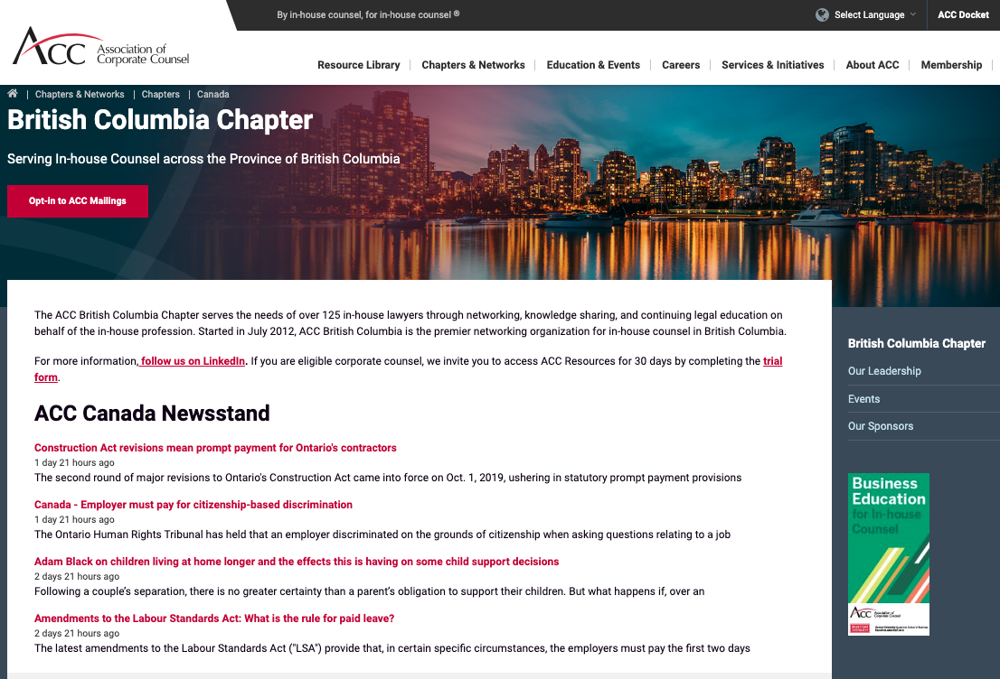 By in-house counsel, for in-house counsel ®
Select Language
ACC Docket
ACC Association of
Corporate Counsel
Resource Library
Chapters & Networks
Education & Events
Careers
Services & Initiatives
About ACC
Membership
Chapters & Networks | Chapters | Canada
British Columbia Chapter
Serving In-house Counsel across the Province of British Columbia
Opt-in to ACC Mailings
The ACC British Columbia Chapter serves the needs of over 125 in-house lawyers through networking, knowledge sharing, and continuing legal education on
behalf of the in-house profession. Started in July 2012, ACC British Columbia is the premier networking organization for in-house counsel in British Columbia.
For more information, follow us on LinkedIn. If you are eligible corporate counsel, we invite you to access ACC Resources for 30 days by completing the trial
form.
ACC Canada Newsstand
Construction Act revisions mean prompt payment for Ontario's contractors
1 day 21 hours ago
The second round of major revisions to Ontario's Construction Act came into force on Oct. 1, 2019, ushering in statutory prompt payment provisions
Canada - Employer must pay for citizenship-based discrimination
1 day 21 hours ago
The Ontario Human Rights Tribunal has held that an employer discriminated on the grounds of citizenship when asking questions relating to a job
Adam Black on children living at home longer and the effects this is having on some child support decisions
2 days 21 hours ago
Following a couple’s separation, there is no greater certainty than a parent’s obligation to support their children. But what happens if, over an
Amendments to the Labour Standards Act: What is the rule for paid leave?
2 days 21 hours ago
The latest amendments to the Labour Standards Act ("LSA") provide that, in certain specific circumstances, the employers must pay the first two days
British Columbia Chapter
Our Leadership
Events
Our Sponsors
Business
Education
for In-house
Counsel
ACC Association of
Corporate Counsel